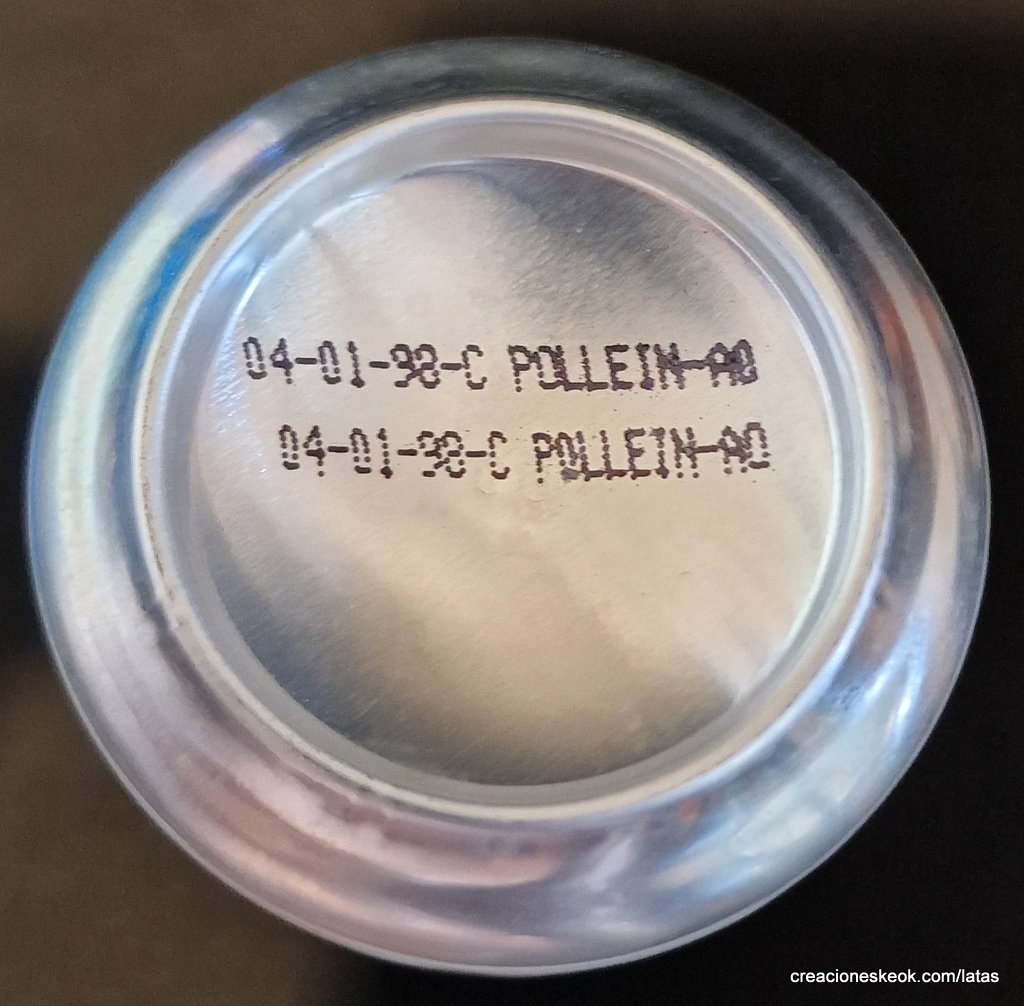 04-01-98-C POLLEIN-AO
04-01-98-C POLLEIN-AO
creacioneskeok.com/latas